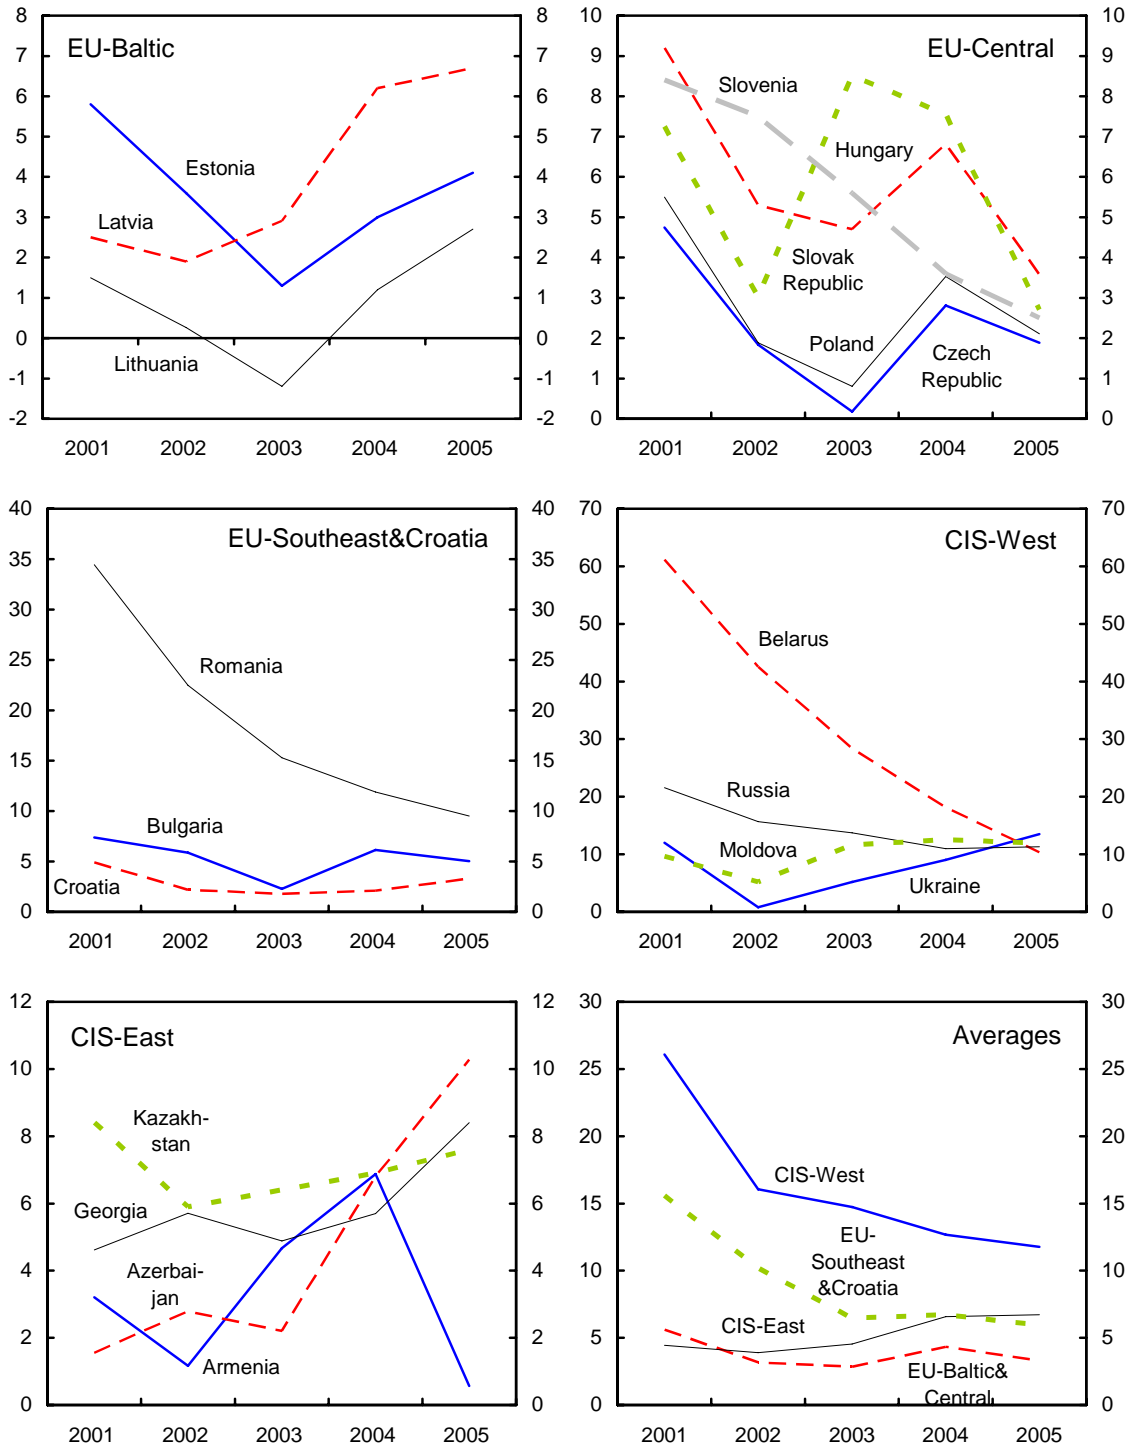 8 8 10 10
EU-Baltic EU-Central
7 7 9 9
Slovenia
6 6 8 8
5 5 7 7
Estonia Hungary
4 4 6 6
3 3 5 5
Latvia
2 2 4 4
Slovak
Republic
1 1 3 3
0 0 2 2
Lithuania Poland Czech
Republic
-1 -1 1 1
-2 -2 0 0
2001 2002 2003 2004 2005 2001 2002 2003 2004 2005
40 40 70 70
EU-Southeast&Croatia CIS-West
35 35 60 60
30 30 50 50
Belarus
25 25 40 40
Romania
20 20 30 30
15 15 20 20
Russia
10 10
Bulgaria Moldova
5 5 10 10
Croatia Ukraine
0 0 0 0
2001 2002 2003 2004 2005 2001 2002 2003 2004 2005
12 12 30 30
CIS-East Averages
10 10 25 25
Kazakh-
stan
8 8 20 20
6 6 15 15
Georgia CIS-West
EU-
Southeast
&Croatia
4 4 10 10
Azerbai-
jan
2 2 5 5
Armenia CIS-East
EU-Baltic&
Central
0 0 0 0
2001 2002 2003 2004 2005 2001 2002 2003 2004 2005